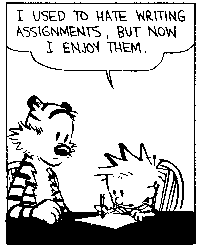 I USED TO HATE WRITING
ASSIGNMENTS, BUT NOW
I ENJOY THEM.